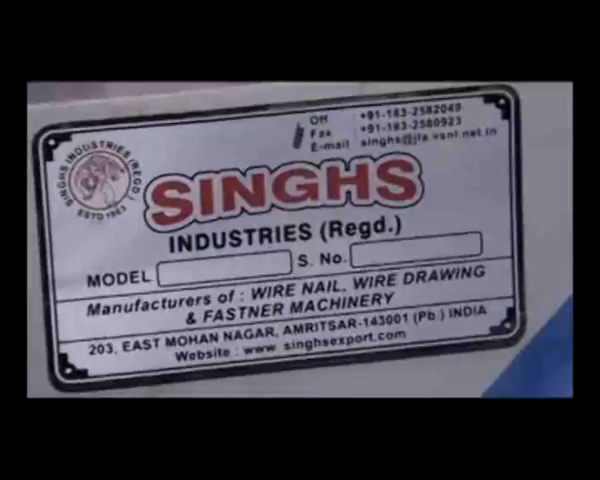 Off +91-183-2582049
Fax +91-183-2580923
E-mail singhs@jla.vsnl.net.in
SINGHS INDUSTRIES (REGD.)
ESTD 1963
SINGHS
INDUSTRIES (Regd.)
MODEL S. No.
Manufacturers of : WIRE NAIL, WIRE DRAWING
& FASTNER MACHINERY
203, EAST MOHAN NAGAR, AMRITSAR-143001 (Pb.) INDIA
Website : www. singhsexport.com